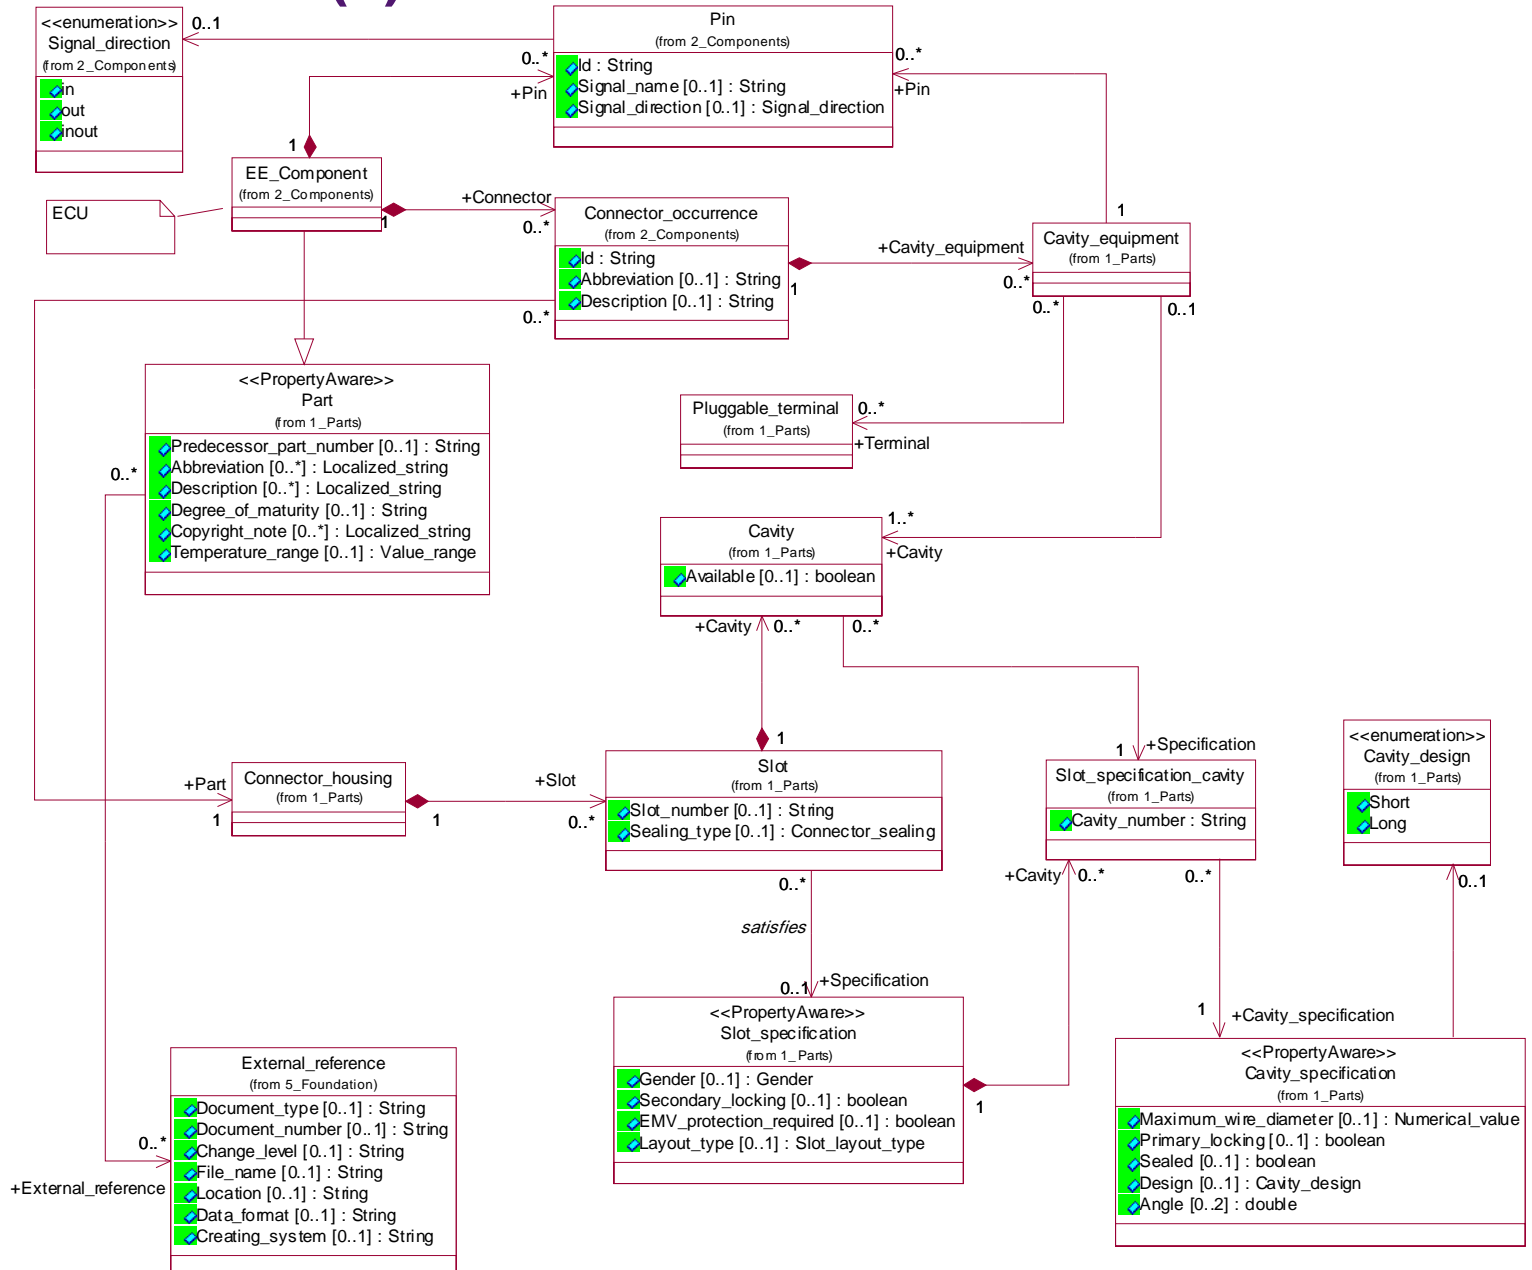 ( )
<<enumeration>>
Signal_direction
(from 2_Components)
in
out
inout
0..1
Pin
(from 2_Components)
Id : String
Signal_name [0..1] : String
Signal_direction [0..1] : Signal_direction
0..*
+Pin
0..*
+Pin
1
EE_Component
(from 2_Components)
1
ECU
+Connector
0..*
Connector_occurrence
(from 2_Components)
Id : String
Abbreviation [0..1] : String
Description [0..1] : String
1
0..*
+Cavity_equipment
0..*
1
Cavity_equipment
(from 1_Parts)
0..*
0..1
<<PropertyAware>>
Part
(from 1_Parts)
Predecessor_part_number [0..1] : String
Abbreviation [0..*] : Localized_string
Description [0..*] : Localized_string
Degree_of_maturity [0..1] : String
Copyright_note [0..*] : Localized_string
Temperature_range [0..1] : Value_range
0..*
Pluggable_terminal
(from 1_Parts)
0..*
+Terminal
Cavity
(from 1_Parts)
Available [0..1] : boolean
1..*
+Cavity
+Cavity
0..*
0..*
1
+Part
1
Connector_housing
(from 1_Parts)
1
+Slot
0..*
Slot
(from 1_Parts)
Slot_number [0..1] : String
Sealing_type [0..1] : Connector_sealing
0..*
satisfies
+Specification
0..1
1
+Specification
Slot_specification_cavity
(from 1_Parts)
Cavity_number : String
+Cavity
0..*
0..*
<<enumeration>>
Cavity_design
(from 1_Parts)
Short
Long
0..1
<<PropertyAware>>
Slot_specification
(from 1_Parts)
Gender [0..1] : Gender
Secondary_locking [0..1] : boolean
EMV_protection_required [0..1] : boolean
Layout_type [0..1] : Slot_layout_type
1
1
+Cavity_specification
<<PropertyAware>>
Cavity_specification
(from 1_Parts)
Maximum_wire_diameter [0..1] : Numerical_value
Primary_locking [0..1] : boolean
Sealed [0..1] : boolean
Design [0..1] : Cavity_design
Angle [0..2] : double
External_reference
(from 5_Foundation)
Document_type [0..1] : String
Document_number [0..1] : String
Change_level [0..1] : String
File_name [0..1] : String
Location [0..1] : String
Data_format [0..1] : String
Creating_system [0..1] : String
0..*
+External_reference